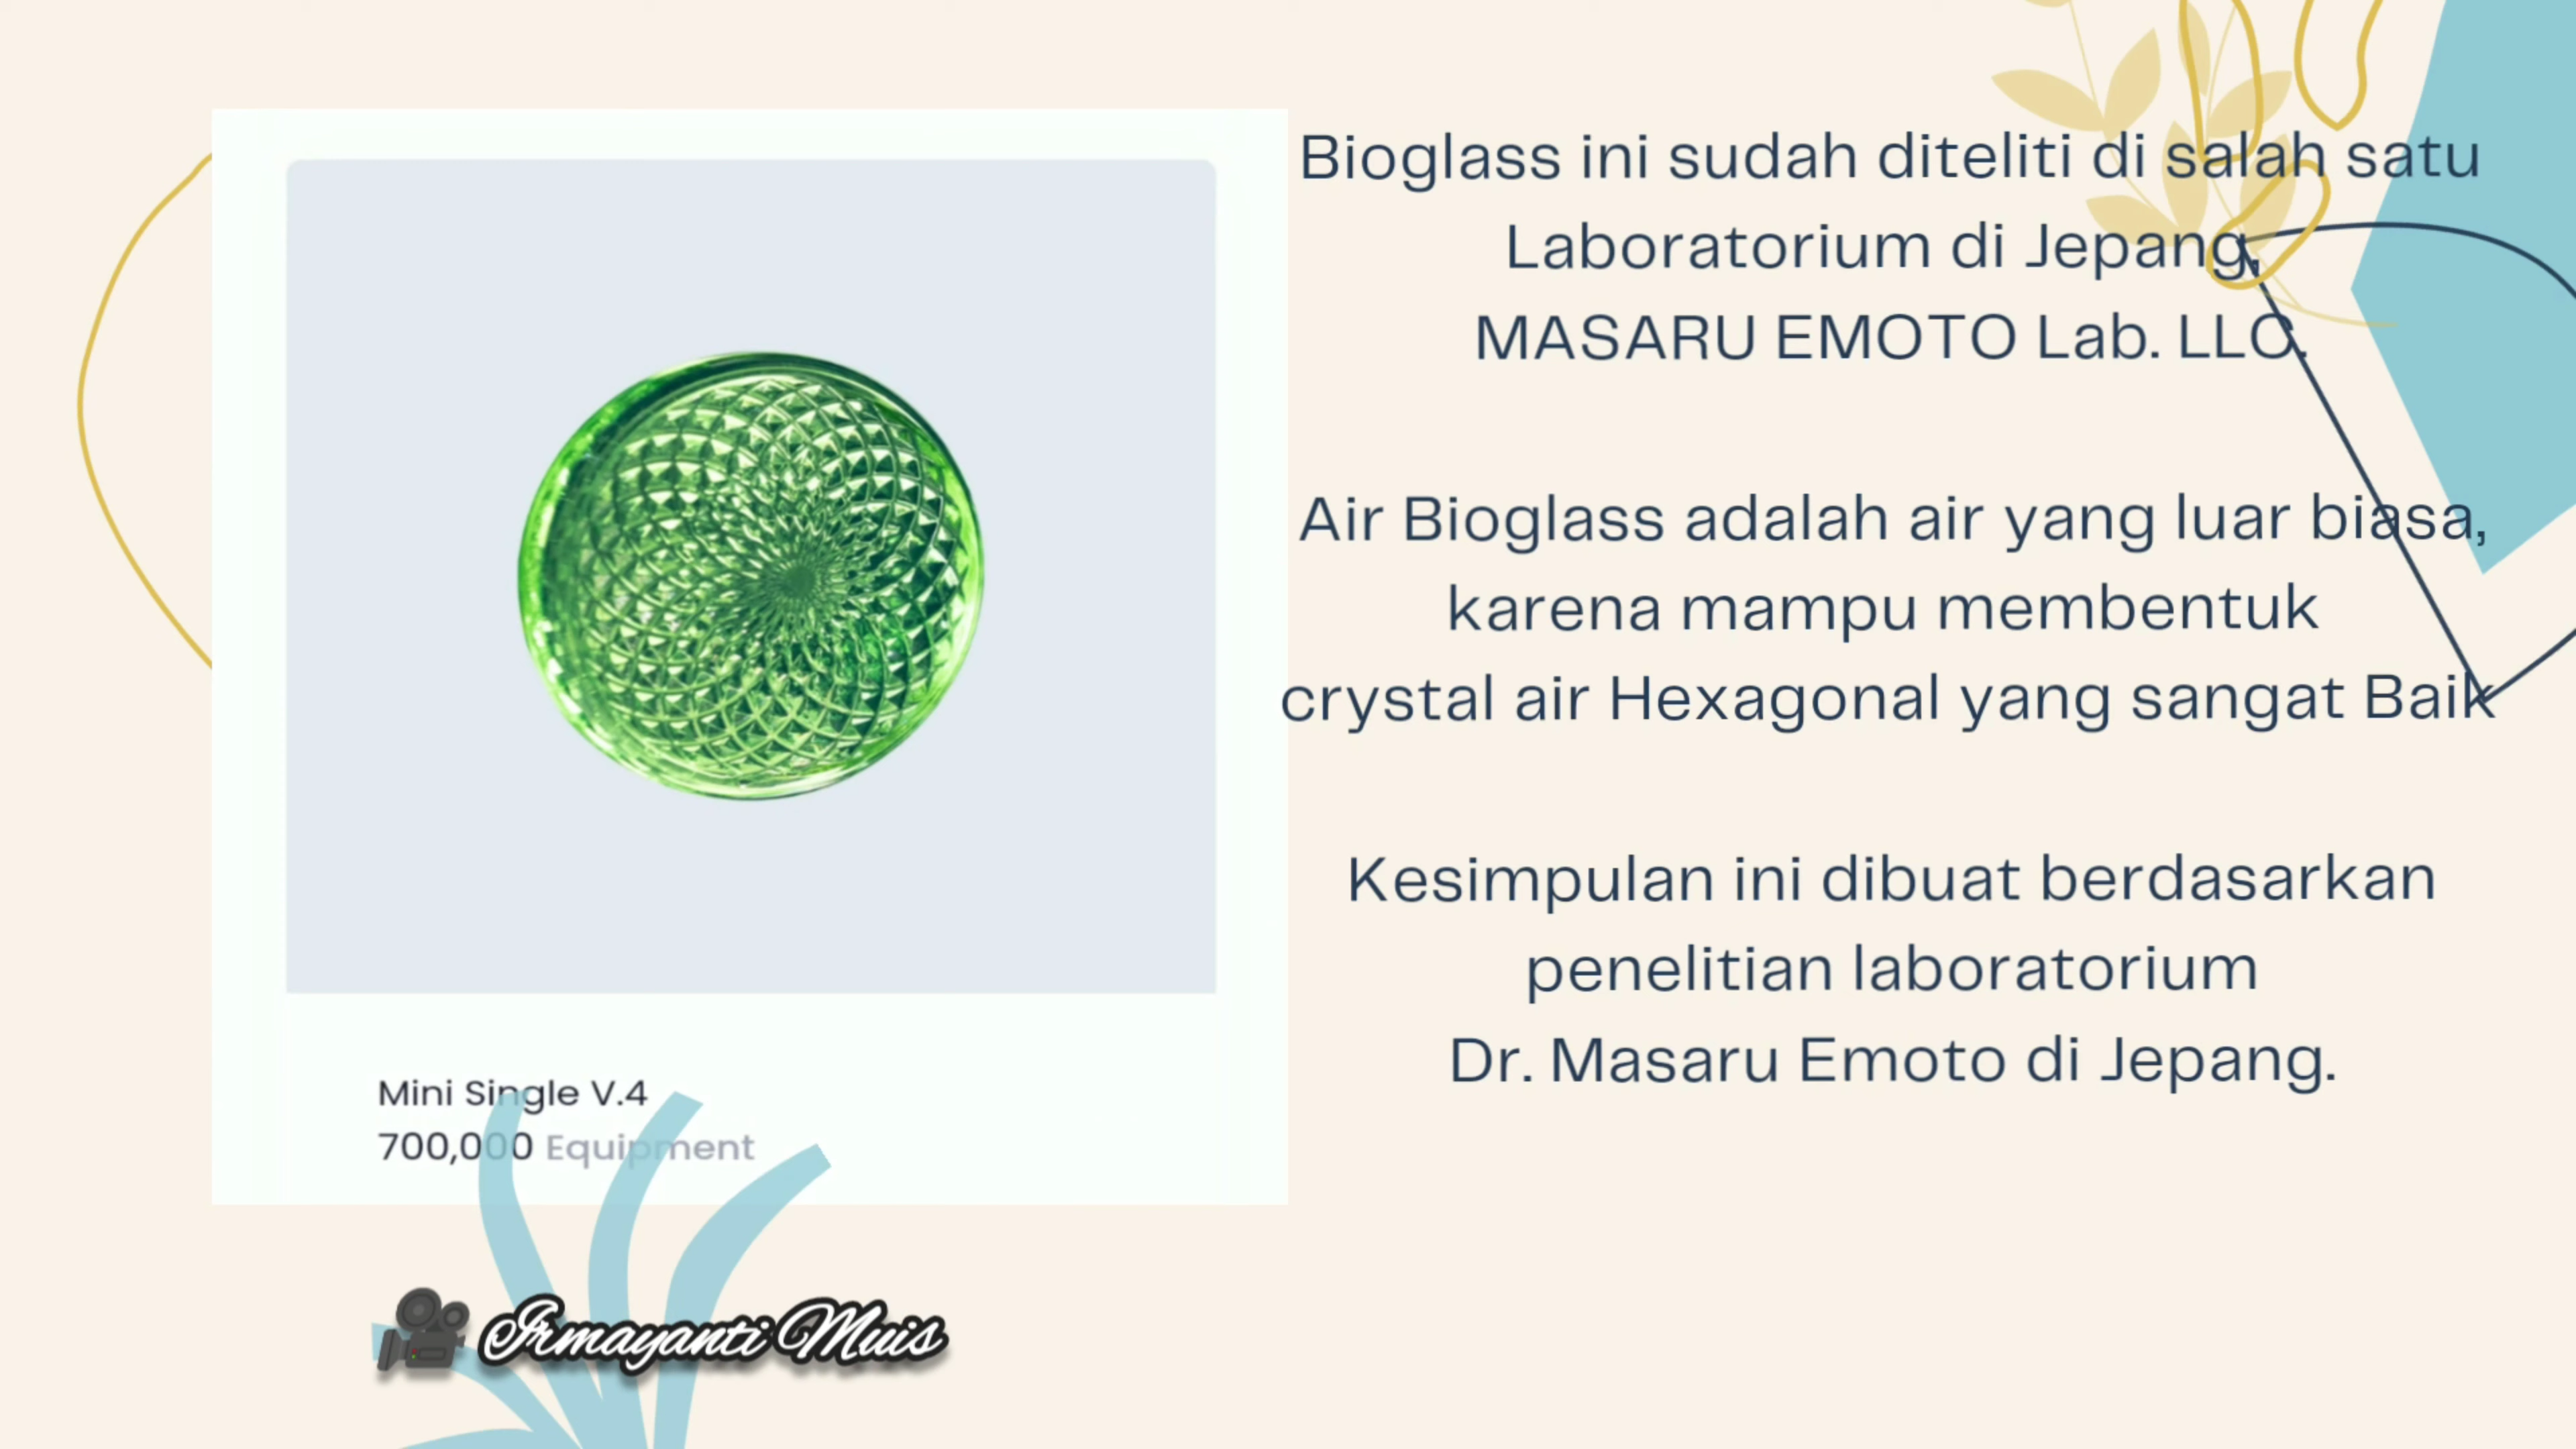 Bioglass ini sudah diteliti di salah satu
Laboratorium di Jepang,
MASARU EMOTO Lab. LLC.
Air Bioglass adalah air yang luar biasa,
karena mampu membentuk
crystal air Hexagonal yang sangat Baik
Kesimpulan ini dibuat berdasarkan
penelitian laboratorium
Dr. Masaru Emoto di Jepang.
Mini Single V.4
700,000 Equipment
Irmayanti Muis